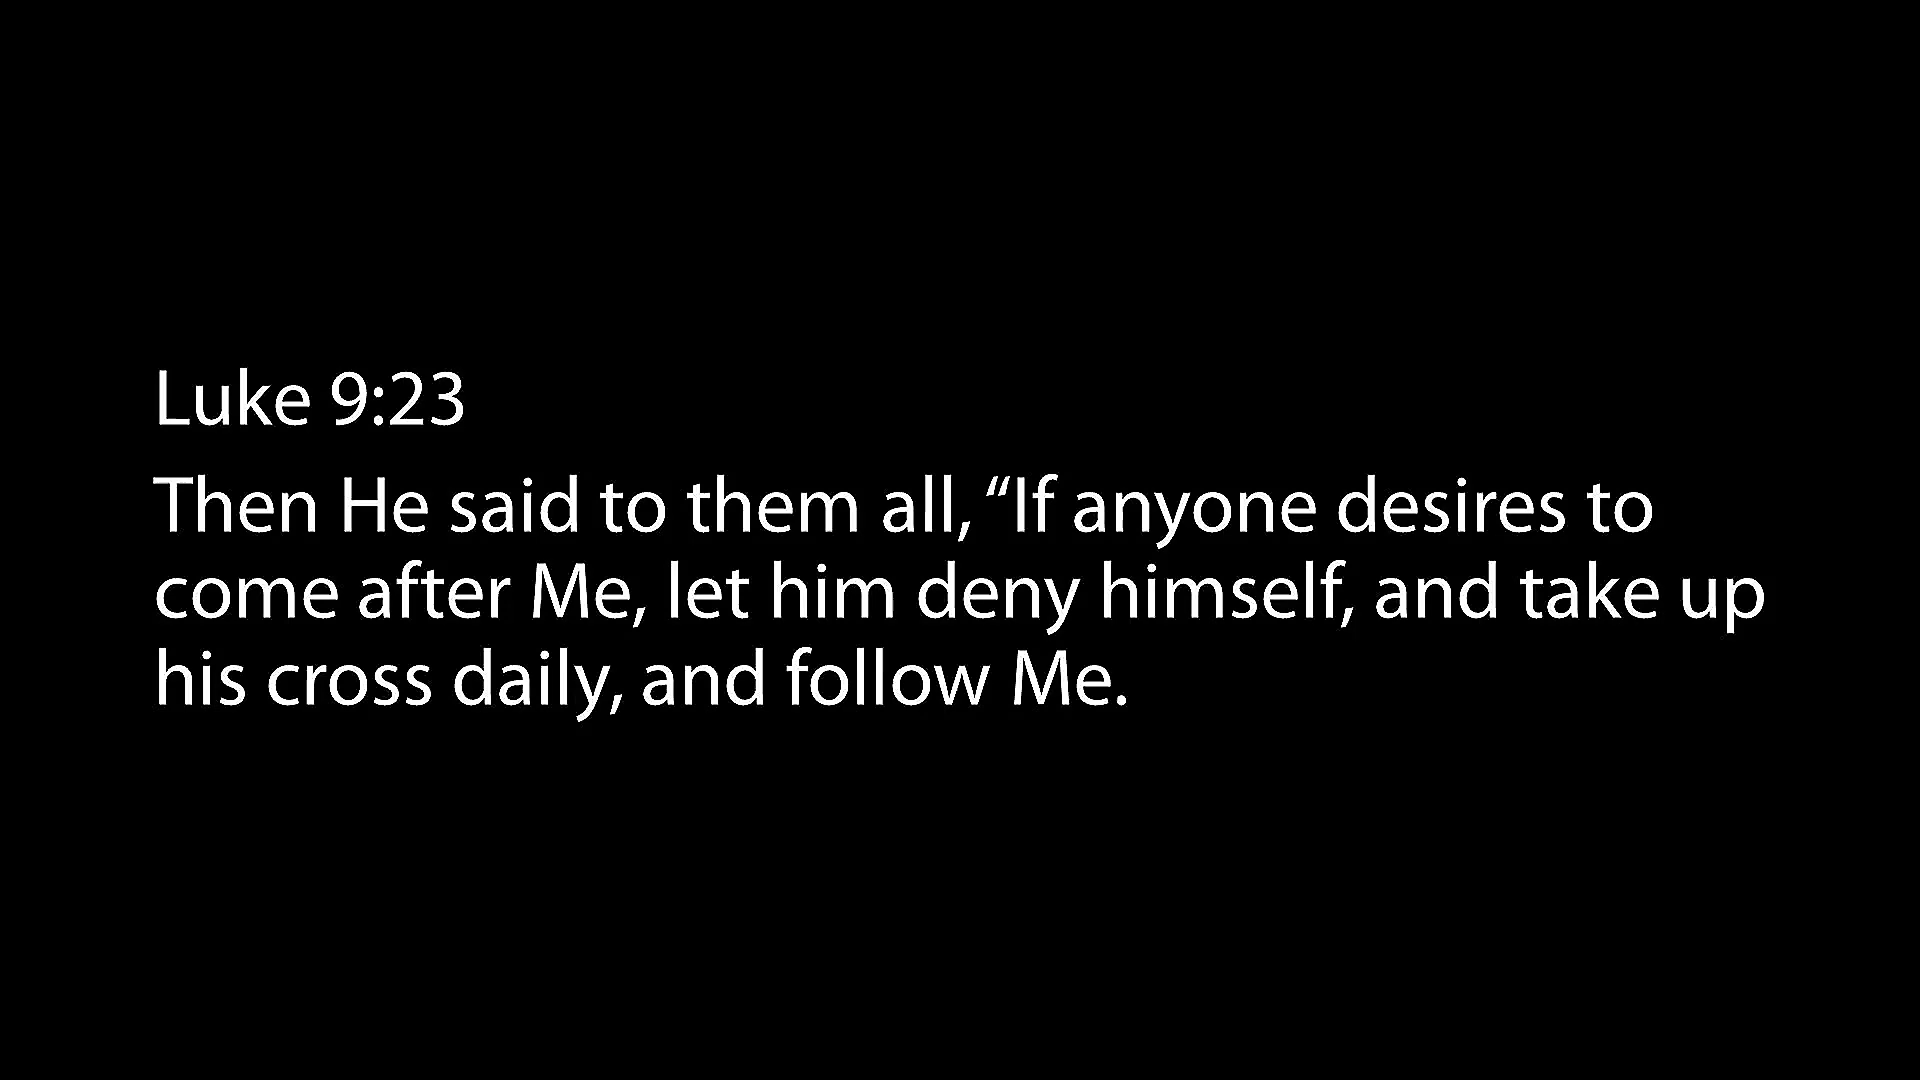 Luke 9:23
Then He said to them all, “If anyone desires to
come after Me, let him deny himself, and take up
his cross daily, and follow Me.